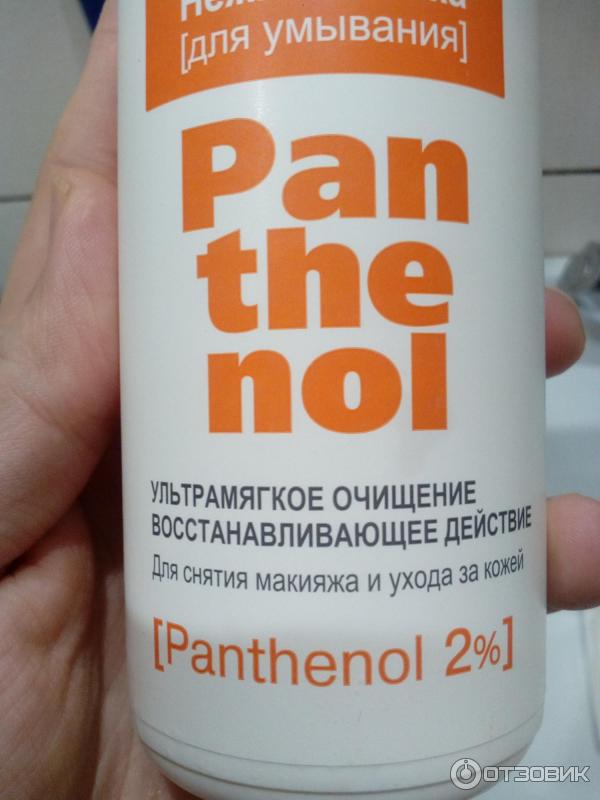 [для умывания]
Pan
the
nol
УЛЬТРАМЯГКОЕ ОЧИЩЕНИЕ
ВОССТАНАВЛИВАЮЩЕЕ ДЕЙСТВИЕ
Для снятия макияжа и ухода за кожей
[Panthenol 2%]
ОТЗОВИК